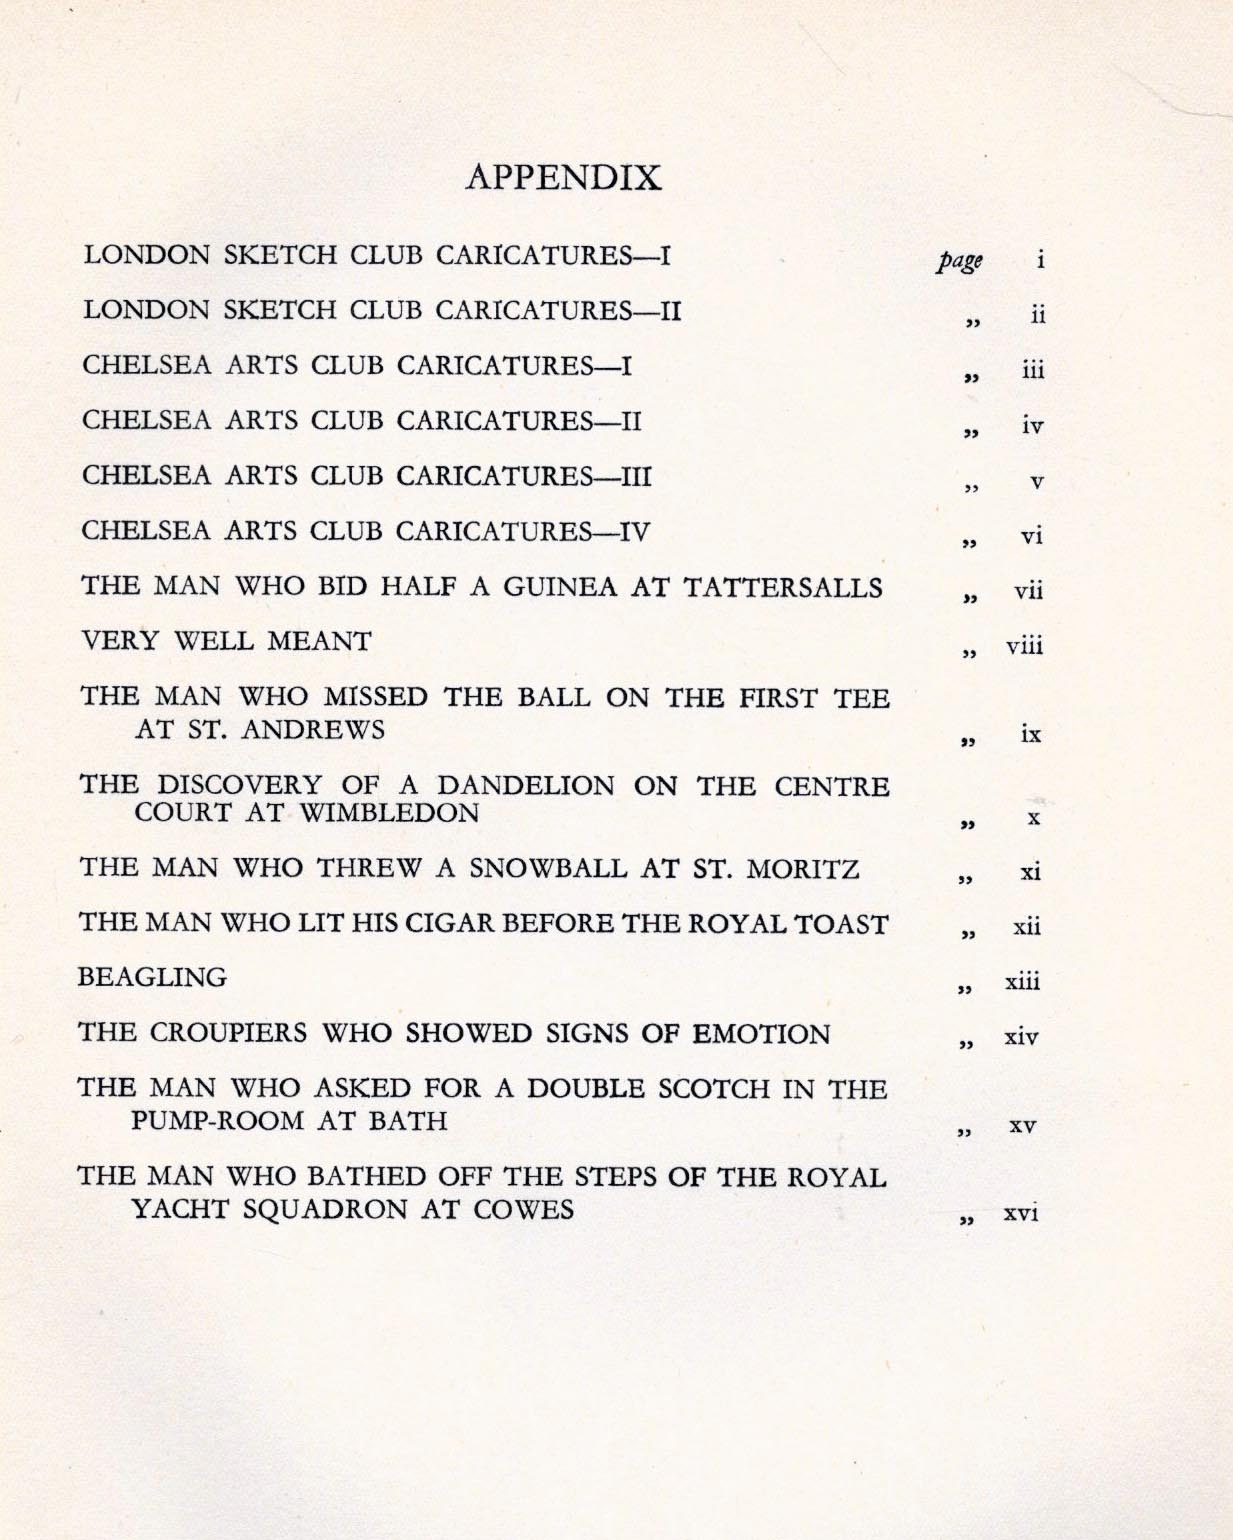 APPENDIX
LONDON SKETCH CLUB CARICATURES—I page i
LONDON SKETCH CLUB CARICATURES—II „ ii
CHELSEA ARTS CLUB CARICATURES—I „ iii
CHELSEA ARTS CLUB CARICATURES—II „ iv
CHELSEA ARTS CLUB CARICATURES—III „ v
CHELSEA ARTS CLUB CARICATURES—IV „ vi
THE MAN WHO BID HALF A GUINEA AT TATTERSALLS „ vii
VERY WELL MEANT „ viii
THE MAN WHO MISSED THE BALL ON THE FIRST TEE
AT ST. ANDREWS „ ix
THE DISCOVERY OF A DANDELION ON THE CENTRE
COURT AT WIMBLEDON „ x
THE MAN WHO THREW A SNOWBALL AT ST. MORITZ „ xi
THE MAN WHO LIT HIS CIGAR BEFORE THE ROYAL TOAST „ xii
BEAGLING „ xiii
THE CROUPIERS WHO SHOWED SIGNS OF EMOTION „ xiv
THE MAN WHO ASKED FOR A DOUBLE SCOTCH IN THE
PUMP-ROOM AT BATH „ xv
THE MAN WHO BATHED OFF THE STEPS OF THE ROYAL
YACHT SQUADRON AT COWES „ xvi